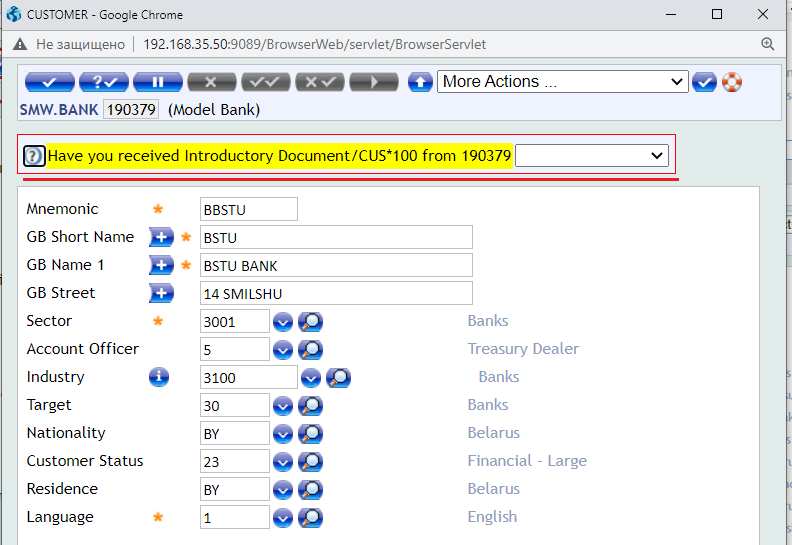 CUSTOMER - Google Chrome
Не защищено 192.168.35.50:9089/BrowserWeb/servlet/BrowserServlet
More Actions ...
SMW.BANK 190379 (Model Bank)
Have you received Introductory Document/CUS*100 from 190379
Mnemonic * BBSTU
GB Short Name * BSTU
GB Name 1 * BSTU BANK
GB Street 14 SMILSHU
Sector * 3001 Banks
Account Officer 5 Treasury Dealer
Industry 3100 Banks
Target 30 Banks
Nationality BY Belarus
Customer Status 23 Financial - Large
Residence BY Belarus
Language * 1 English